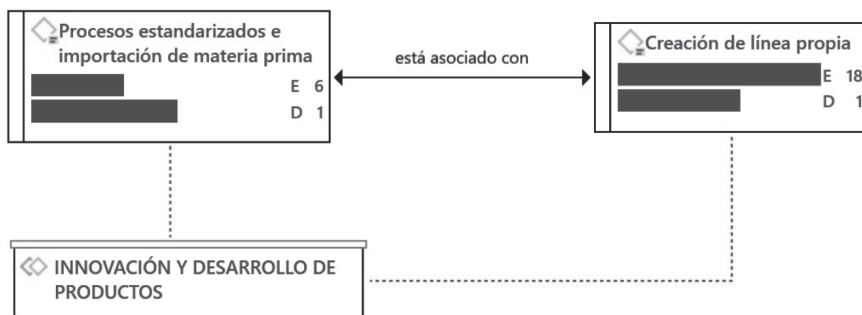 Procesos estandarizados e
importación de materia prima
E 6
D 1
está asociado con
Creación de línea propia
E 18
D 1
INNOVACIÓN Y DESARROLLO DE
PRODUCTOS